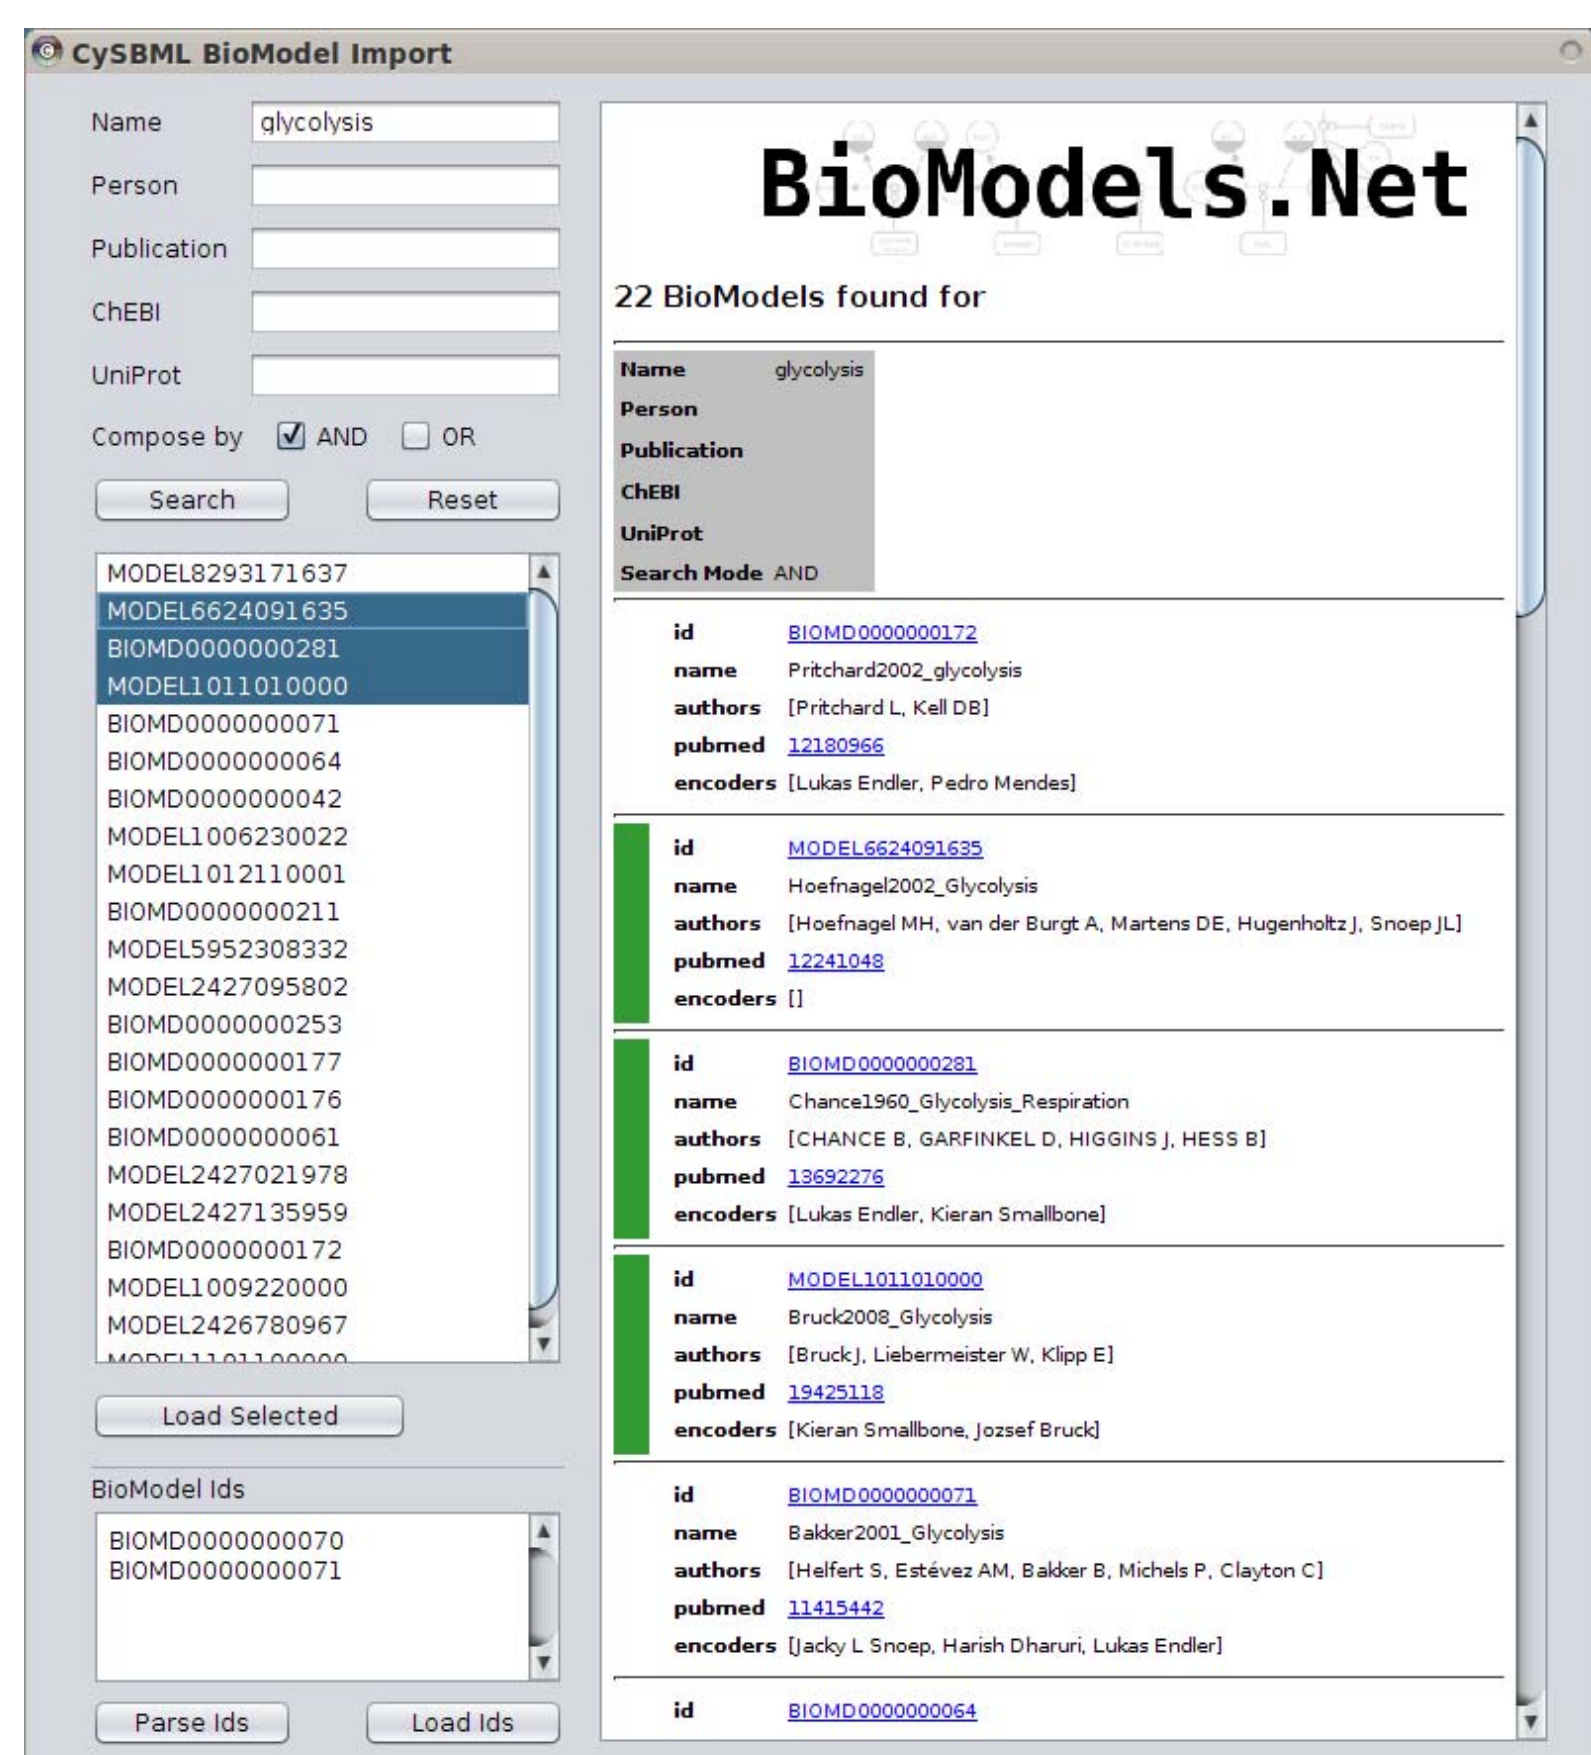 CySBML BioModel Import
Name glycolysis
Person
Publication
ChEBI
UniProt
Compose by AND OR
Search Reset
MODEL8293171637
MODEL6624091635
BIOMD0000000281
MODEL1011010000
BIOMD0000000071
BIOMD0000000064
BIOMD0000000042
MODEL1006230022
MODEL1012110001
BIOMD0000000211
MODEL5952308332
MODEL2427095802
BIOMD0000000253
BIOMD0000000177
BIOMD0000000176
BIOMD0000000061
MODEL2427021978
MODEL2427135959
BIOMD0000000172
MODEL1009220000
MODEL2426780967
MODEL1101100000
Load Selected
BioModel Ids
BIOMD0000000070
BIOMD0000000071
Parse Ids Load Ids
BioModels.Net
22 BioModels found for
Name glycolysis
Person
Publication
ChEBI
UniProt
Search Mode AND
id BIOMD0000000172
name Pritchard2002_glycolysis
authors [Pritchard L, Kell DB]
pubmed 12180966
encoders [Lukas Endler, Pedro Mendes]
id MODEL6624091635
name Hoefnagel2002_Glycolysis
authors [Hoefnagel MH, van der Burgt A, Martens DE, Hugenholtz J, Snoep JL]
pubmed 12241048
encoders []
id BIOMD0000000281
name Chance1960_Glycolysis_Respiration
authors [CHANCE B, GARFINKEL D, HIGGINS J, HESS B]
pubmed 13692276
encoders [Lukas Endler, Kieran Smallbone]
id MODEL1011010000
name Bruck2008_Glycolysis
authors [Bruck J, Liebermeister W, Klipp E]
pubmed 19425118
encoders [Kieran Smallbone, Jozsef Bruck]
id BIOMD0000000071
name Bakker2001_Glycolysis
authors [Helfert S, Estévez AM, Bakker B, Michels P, Clayton C]
pubmed 11415442
encoders [Jacky L Snoep, Harish Dharuri, Lukas Endler]
id BIOMD0000000064